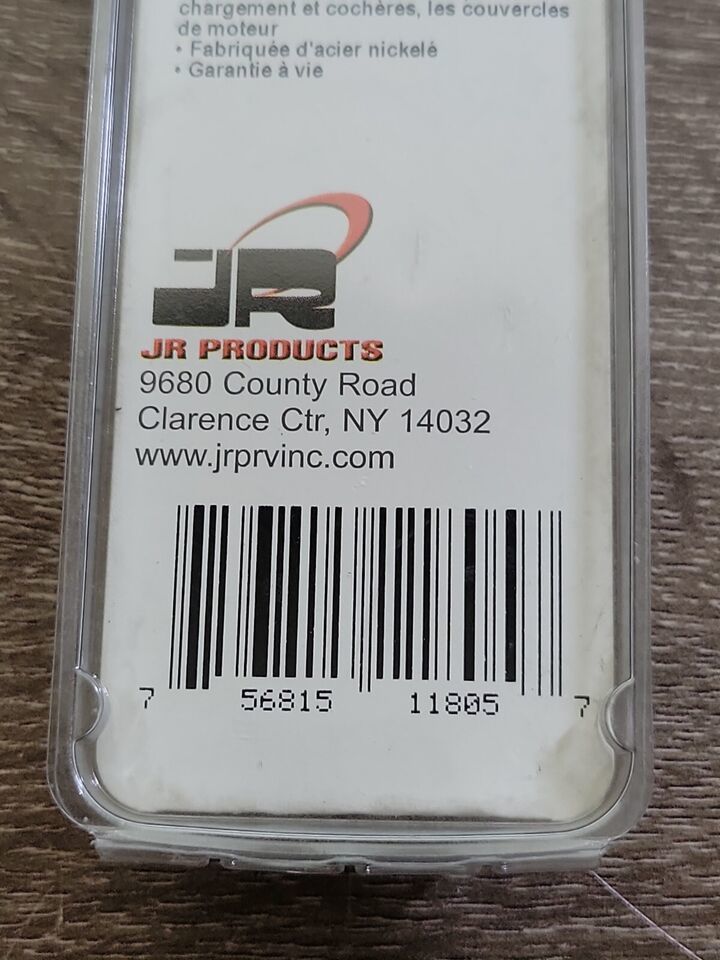 chargement et cochères, les couvercles
de moteur
• Fabriquée d'acier nickelé
• Garantie à vie
JR
JR PRODUCTS
9680 County Road
Clarence Ctr, NY 14032
www.jrprvinc.com
7 56815 11805 7